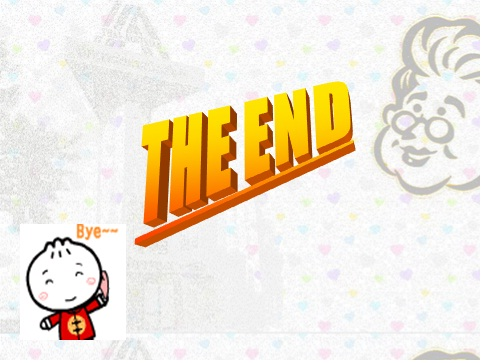 THE END
Bye~~